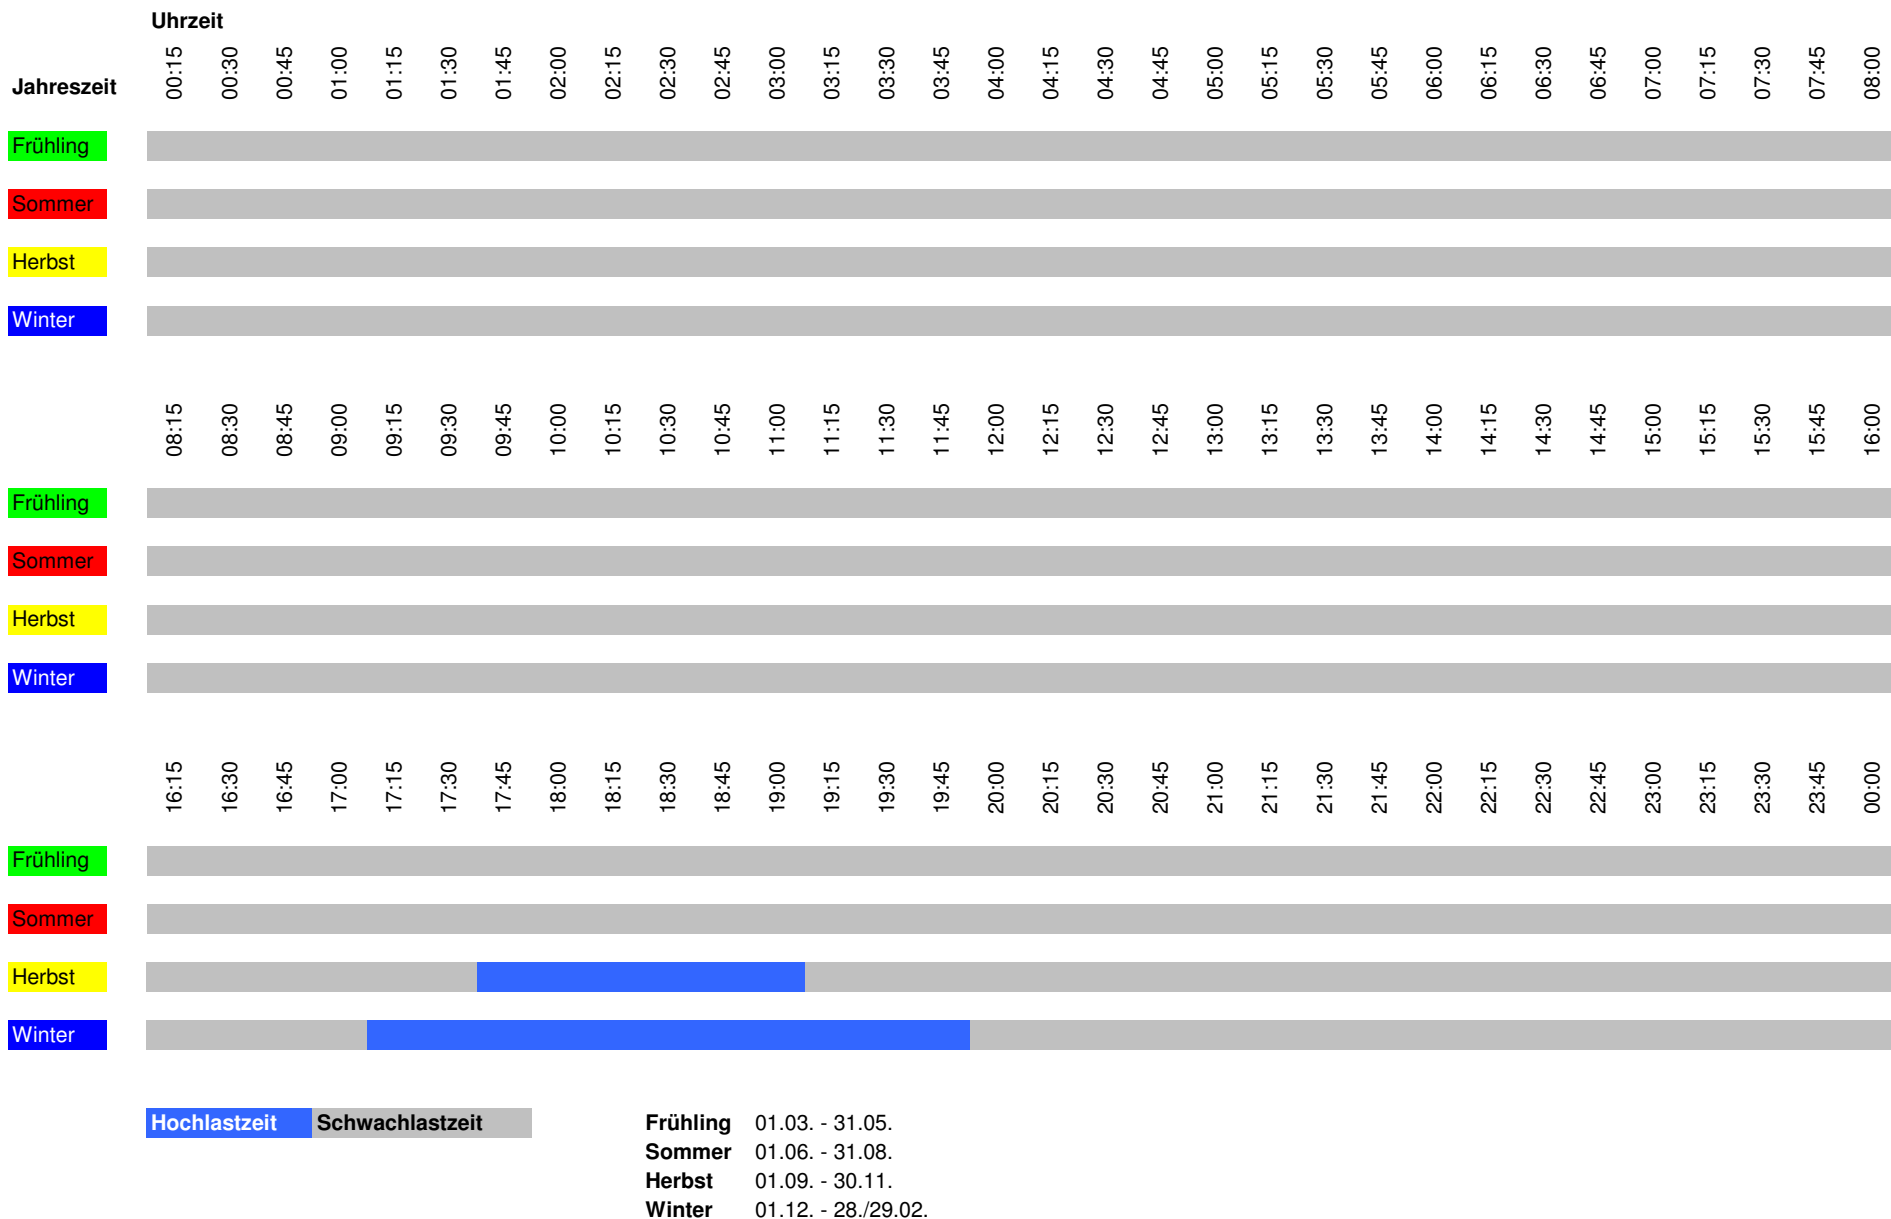 Uhrzeit
Jahreszeit 00:15 00:30 00:45 01:00 01:15 01:30 01:45 02:00 02:15 02:30 02:45 03:00 03:15 03:30 03:45 04:00 04:15 04:30 04:45 05:00 05:15 05:30 05:45 06:00 06:15 06:30 06:45 07:00 07:15 07:30 07:45 08:00
Frühling
Sommer
Herbst
Winter
08:15 08:30 08:45 09:00 09:15 09:30 09:45 10:00 10:15 10:30 10:45 11:00 11:15 11:30 11:45 12:00 12:15 12:30 12:45 13:00 13:15 13:30 13:45 14:00 14:15 14:30 14:45 15:00 15:15 15:30 15:45 16:00
Frühling
Sommer
Herbst
Winter
16:15 16:30 16:45 17:00 17:15 17:30 17:45 18:00 18:15 18:30 18:45 19:00 19:15 19:30 19:45 20:00 20:15 20:30 20:45 21:00 21:15 21:30 21:45 22:00 22:15 22:30 22:45 23:00 23:15 23:30 23:45 00:00
Frühling
Sommer
Herbst
Winter
Hochlastzeit Schwachlastzeit
Frühling 01.03. - 31.05.
Sommer 01.06. - 31.08.
Herbst 01.09. - 30.11.
Winter 01.12. - 28./29.02.